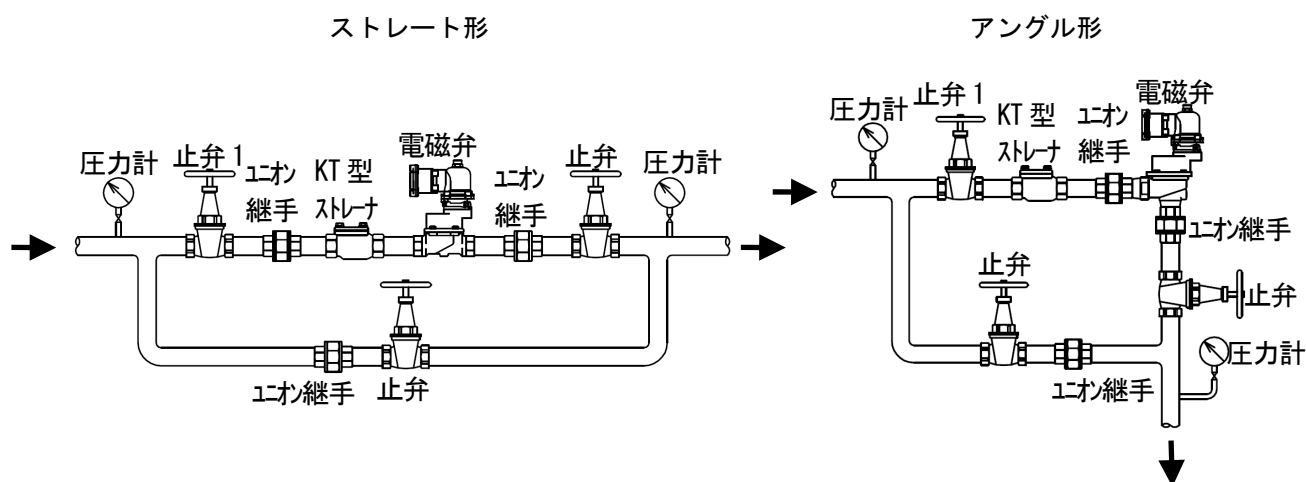 ストレート形
圧力計
止弁1
ユニオン
継手
KT 型
ストレーナ
電磁弁
ユニオン
継手
止弁
圧力計
ユニオン継手
止弁
アングル形
圧力計
止弁1
KT 型
ストレーナ
ユニオン
継手
電磁弁
ユニオン継手
止弁
止弁
圧力計
ユニオン継手